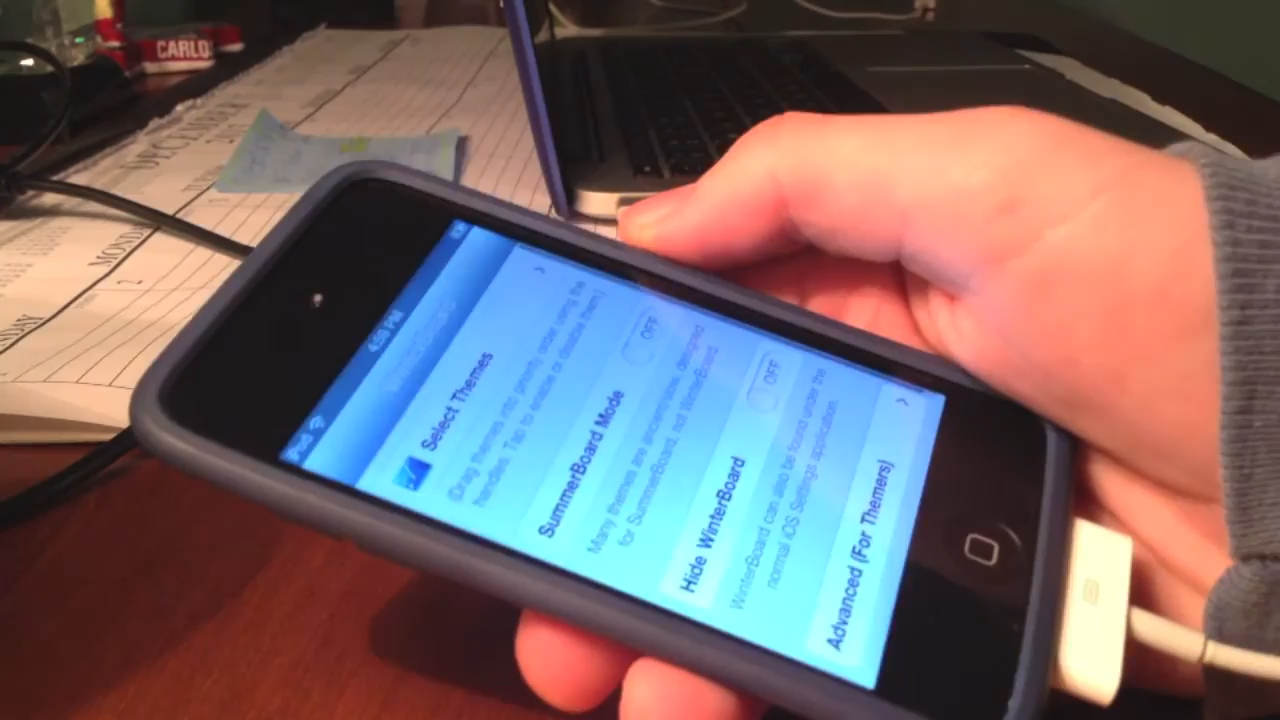 CARLO
DECEMBER
MONDAY
2
iPod
4:59 PM
Select Themes
Drag themes into priority order using the
handles. Tap to enable or disable them.
SummerBoard Mode
OFF
Many themes are uncontrolled, designed
for SummerBoard, not WinterBoard.
Hide WinterBoard
OFF
WinterBoard can also be found under the
normal iOS Settings application.
Advanced (For Themers)